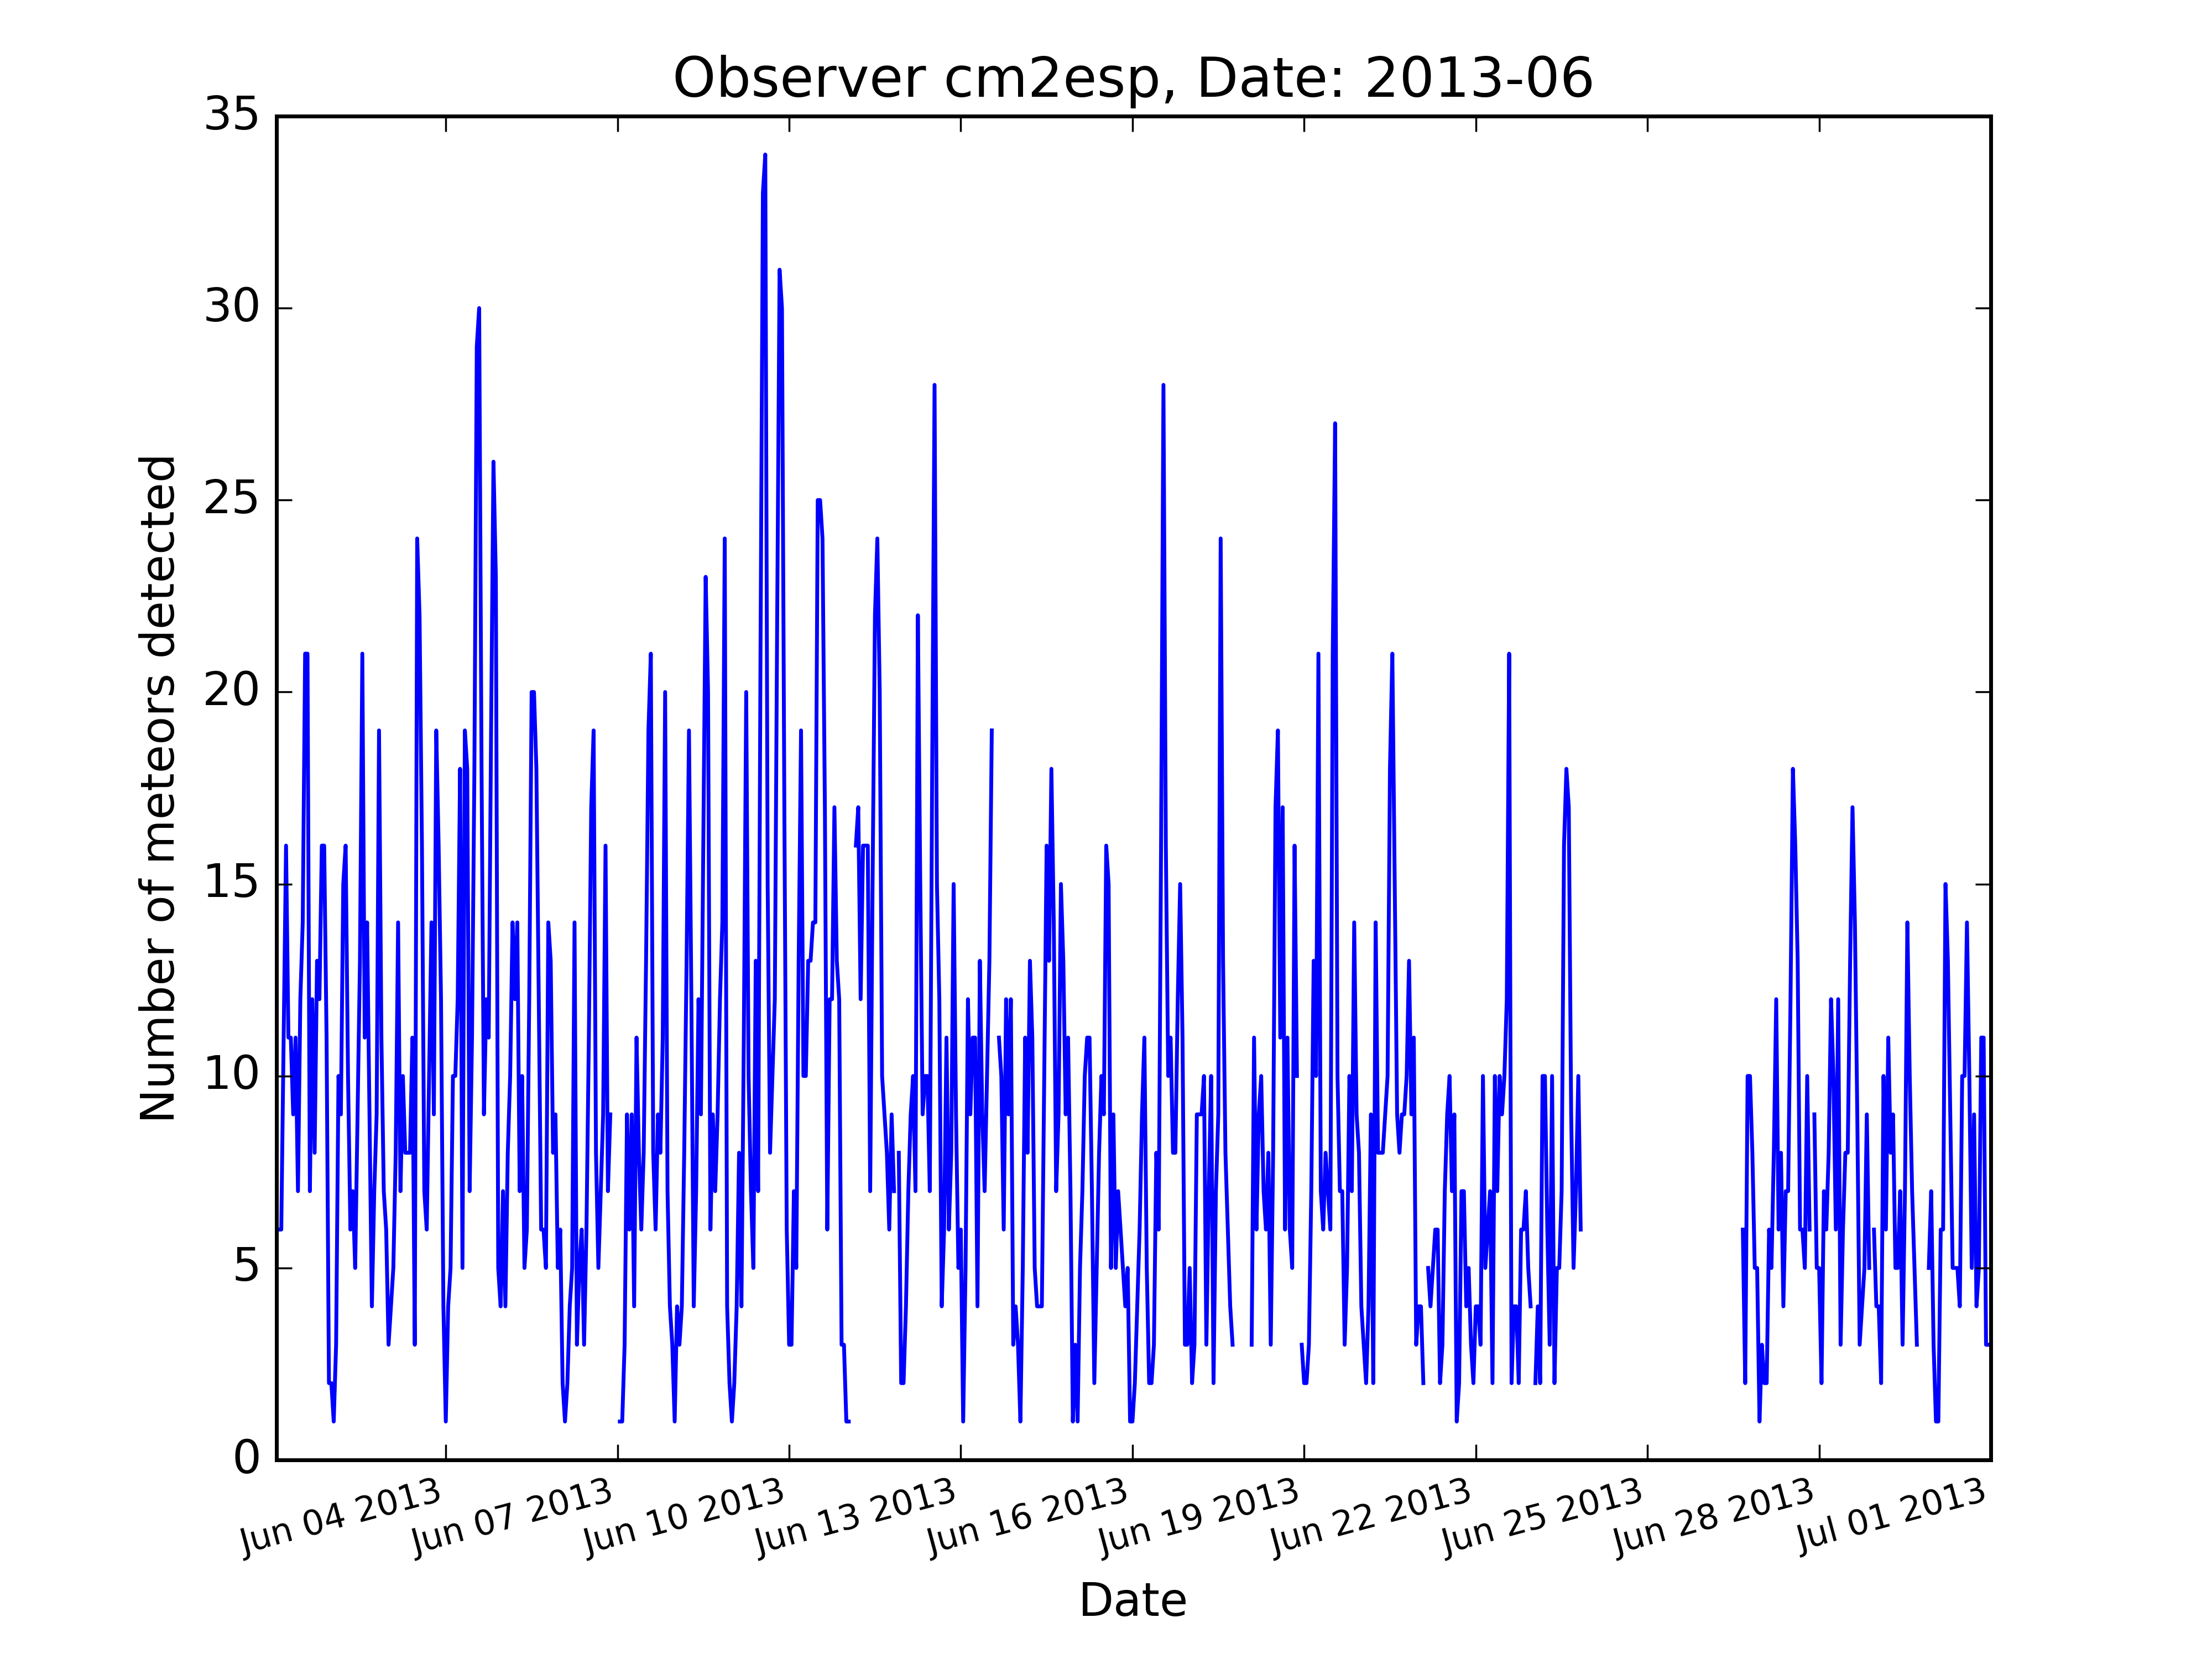 Observer cm2esp, Date: 2013-06
35
30
25
20
15
10
5
0
Number of meteors detected
Jun 04 2013
Jun 07 2013
Jun 10 2013
Jun 13 2013
Jun 16 2013
Jun 19 2013
Jun 22 2013
Jun 25 2013
Jun 28 2013
Jul 01 2013
Date